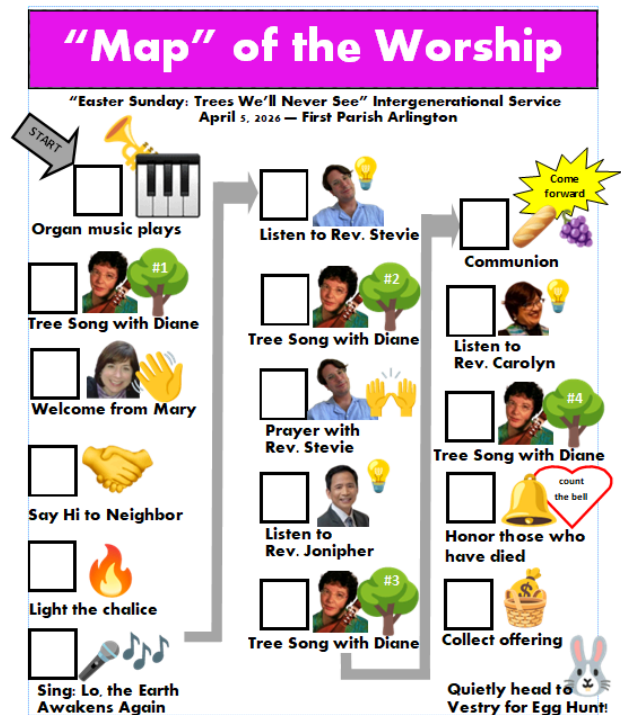 “Map” of the Worship
“Easter Sunday: Trees We’ll Never See” Intergenerational Service
April 5, 2026 — First Parish Arlington
START
Organ music plays
#1
Tree Song with Diane
Welcome from Mary
Say Hi to Neighbor
Light the chalice
Sing: Lo, the Earth
Awakens Again
Listen to Rev. Stevie
#2
Tree Song with Diane
Prayer with
Rev. Stevie
Listen to
Rev. Jonipher
#3
Tree Song with Diane
Come
forward
Communion
Listen to
Rev. Carolyn
#4
Tree Song with Diane
count
the bell
Honor those who
have died
Collect offering
Quietly head to
Vestry for Egg Hunt!